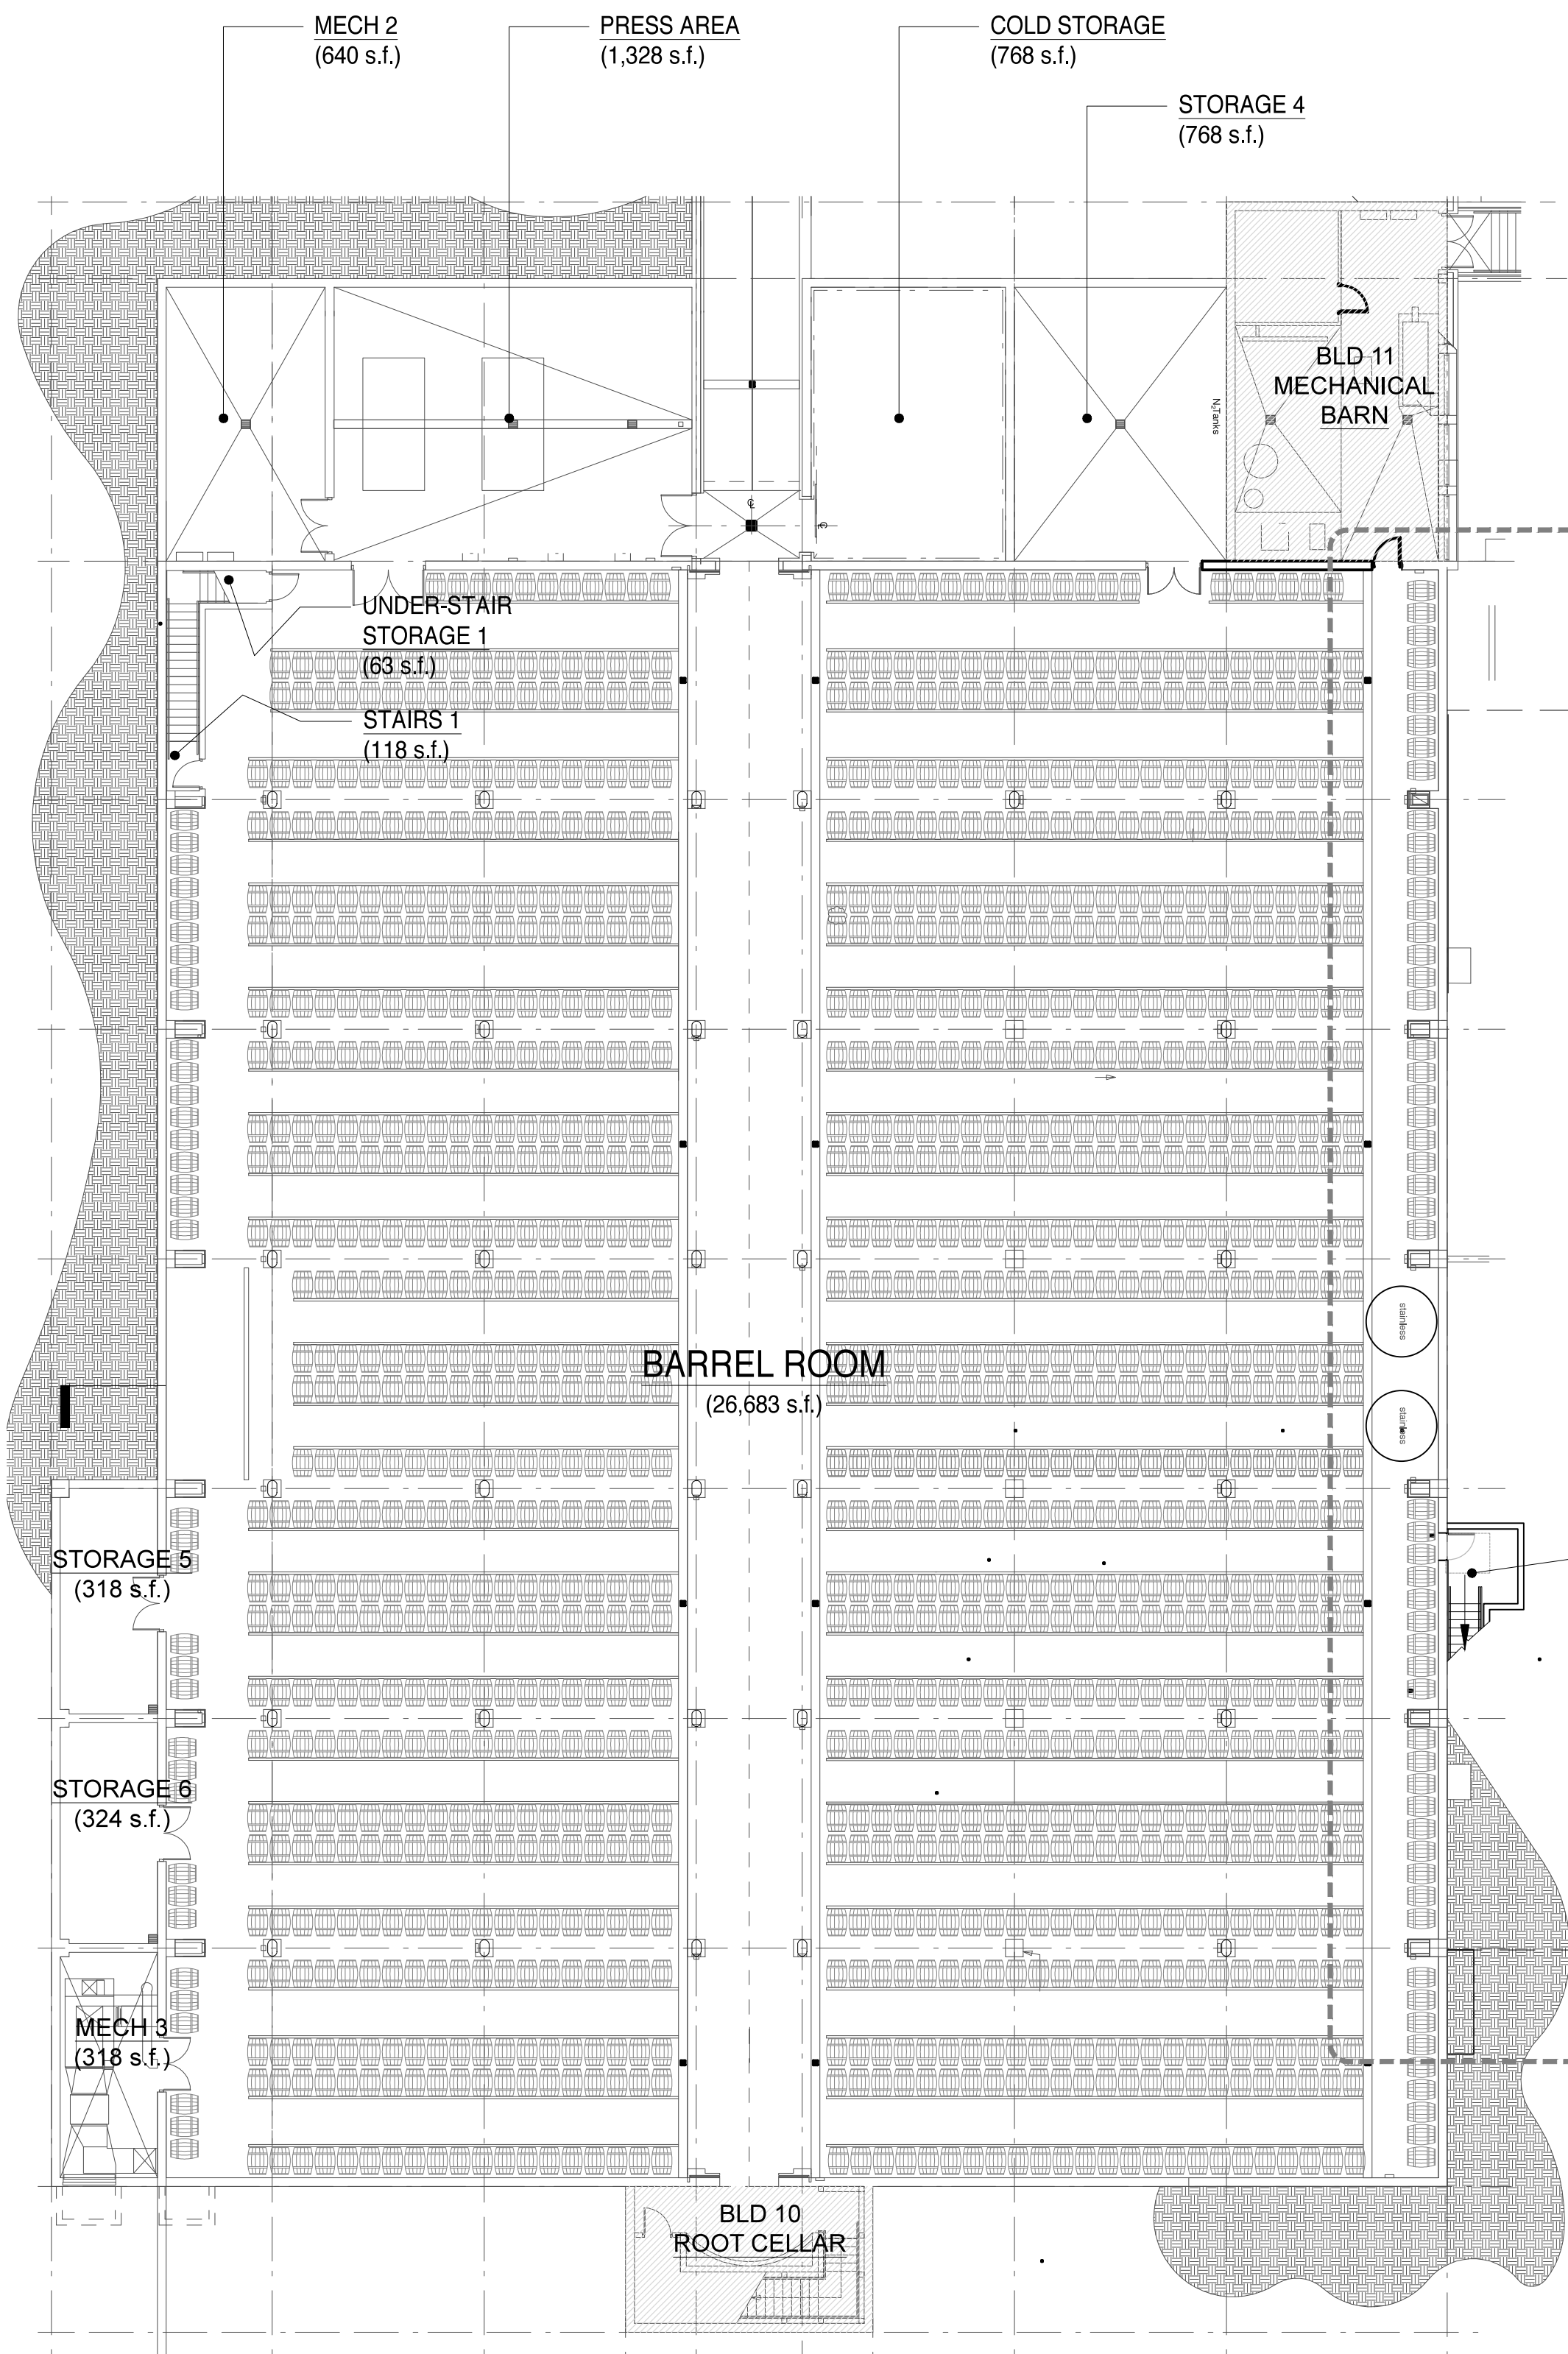 MECH 2
(640 s.f.)
PRESS AREA
(1,328 s.f.)
COLD STORAGE
(768 s.f.)
STORAGE 4
(768 s.f.)
BLD 11
MECHANICAL
BARN
N₂Tanks
℄
℄
UNDER-STAIR
STORAGE 1
(63 s.f.)
STAIRS 1
(118 s.f.)
stainless
BARREL ROOM
(26,683 s.f.)
stainless
STORAGE 5
(318 s.f.)
STORAGE 6
(324 s.f.)
MECH 3
(318 s.f.)
BLD 10
ROOT CELLAR